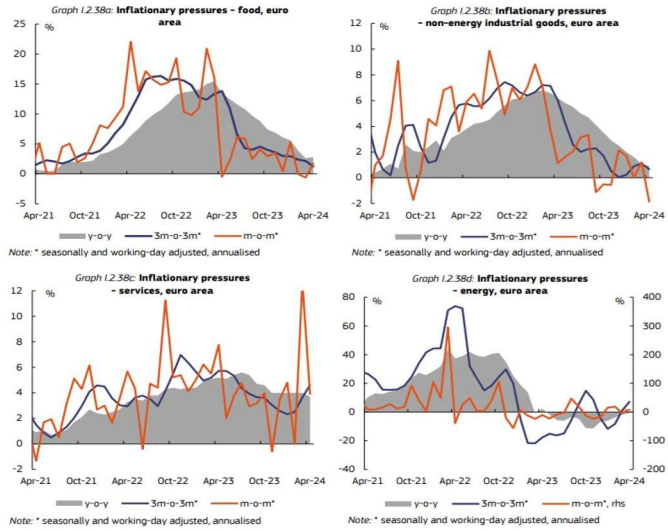 Graph I.2.38a: Inflationary pressures – food, euro
area
25
%
20
15
10
5
0
-5
Apr-21 Oct-21 Apr-22 Oct-22 Apr-23 Oct-23 Apr-24
y-o-y 3m-o-3m* m-o-m*
Note: * seasonally and working-day adjusted, annualised
Graph I.2.38b: Inflationary pressures
– non-energy industrial goods, euro area
12
%
10
8
6
4
2
0
-2
Apr-21 Oct-21 Apr-22 Oct-22 Apr-23 Oct-23 Apr-24
y-o-y 3m-o-3m* m-o-m*
Note: * seasonally and working-day adjusted, annualised
Graph I.2.38c: Inflationary pressures
– services, euro area
12
%
10
8
6
4
2
0
-2
Apr-21 Oct-21 Apr-22 Oct-22 Apr-23 Oct-23 Apr-24
y-o-y 3m-o-3m* m-o-m*
Note: * seasonally and working-day adjusted, annualised
Graph I.2.38d: Inflationary pressures
– energy, euro area
80 400
% %
60 300
40 200
20 100
0 0
-20 -100
-40 -200
Apr-21 Oct-21 Apr-22 Oct-22 Apr-23 Oct-23 Apr-24
y-o-y 3m-o-3m* m-o-m*, rhs
Note: * seasonally and working-day adjusted, annualised